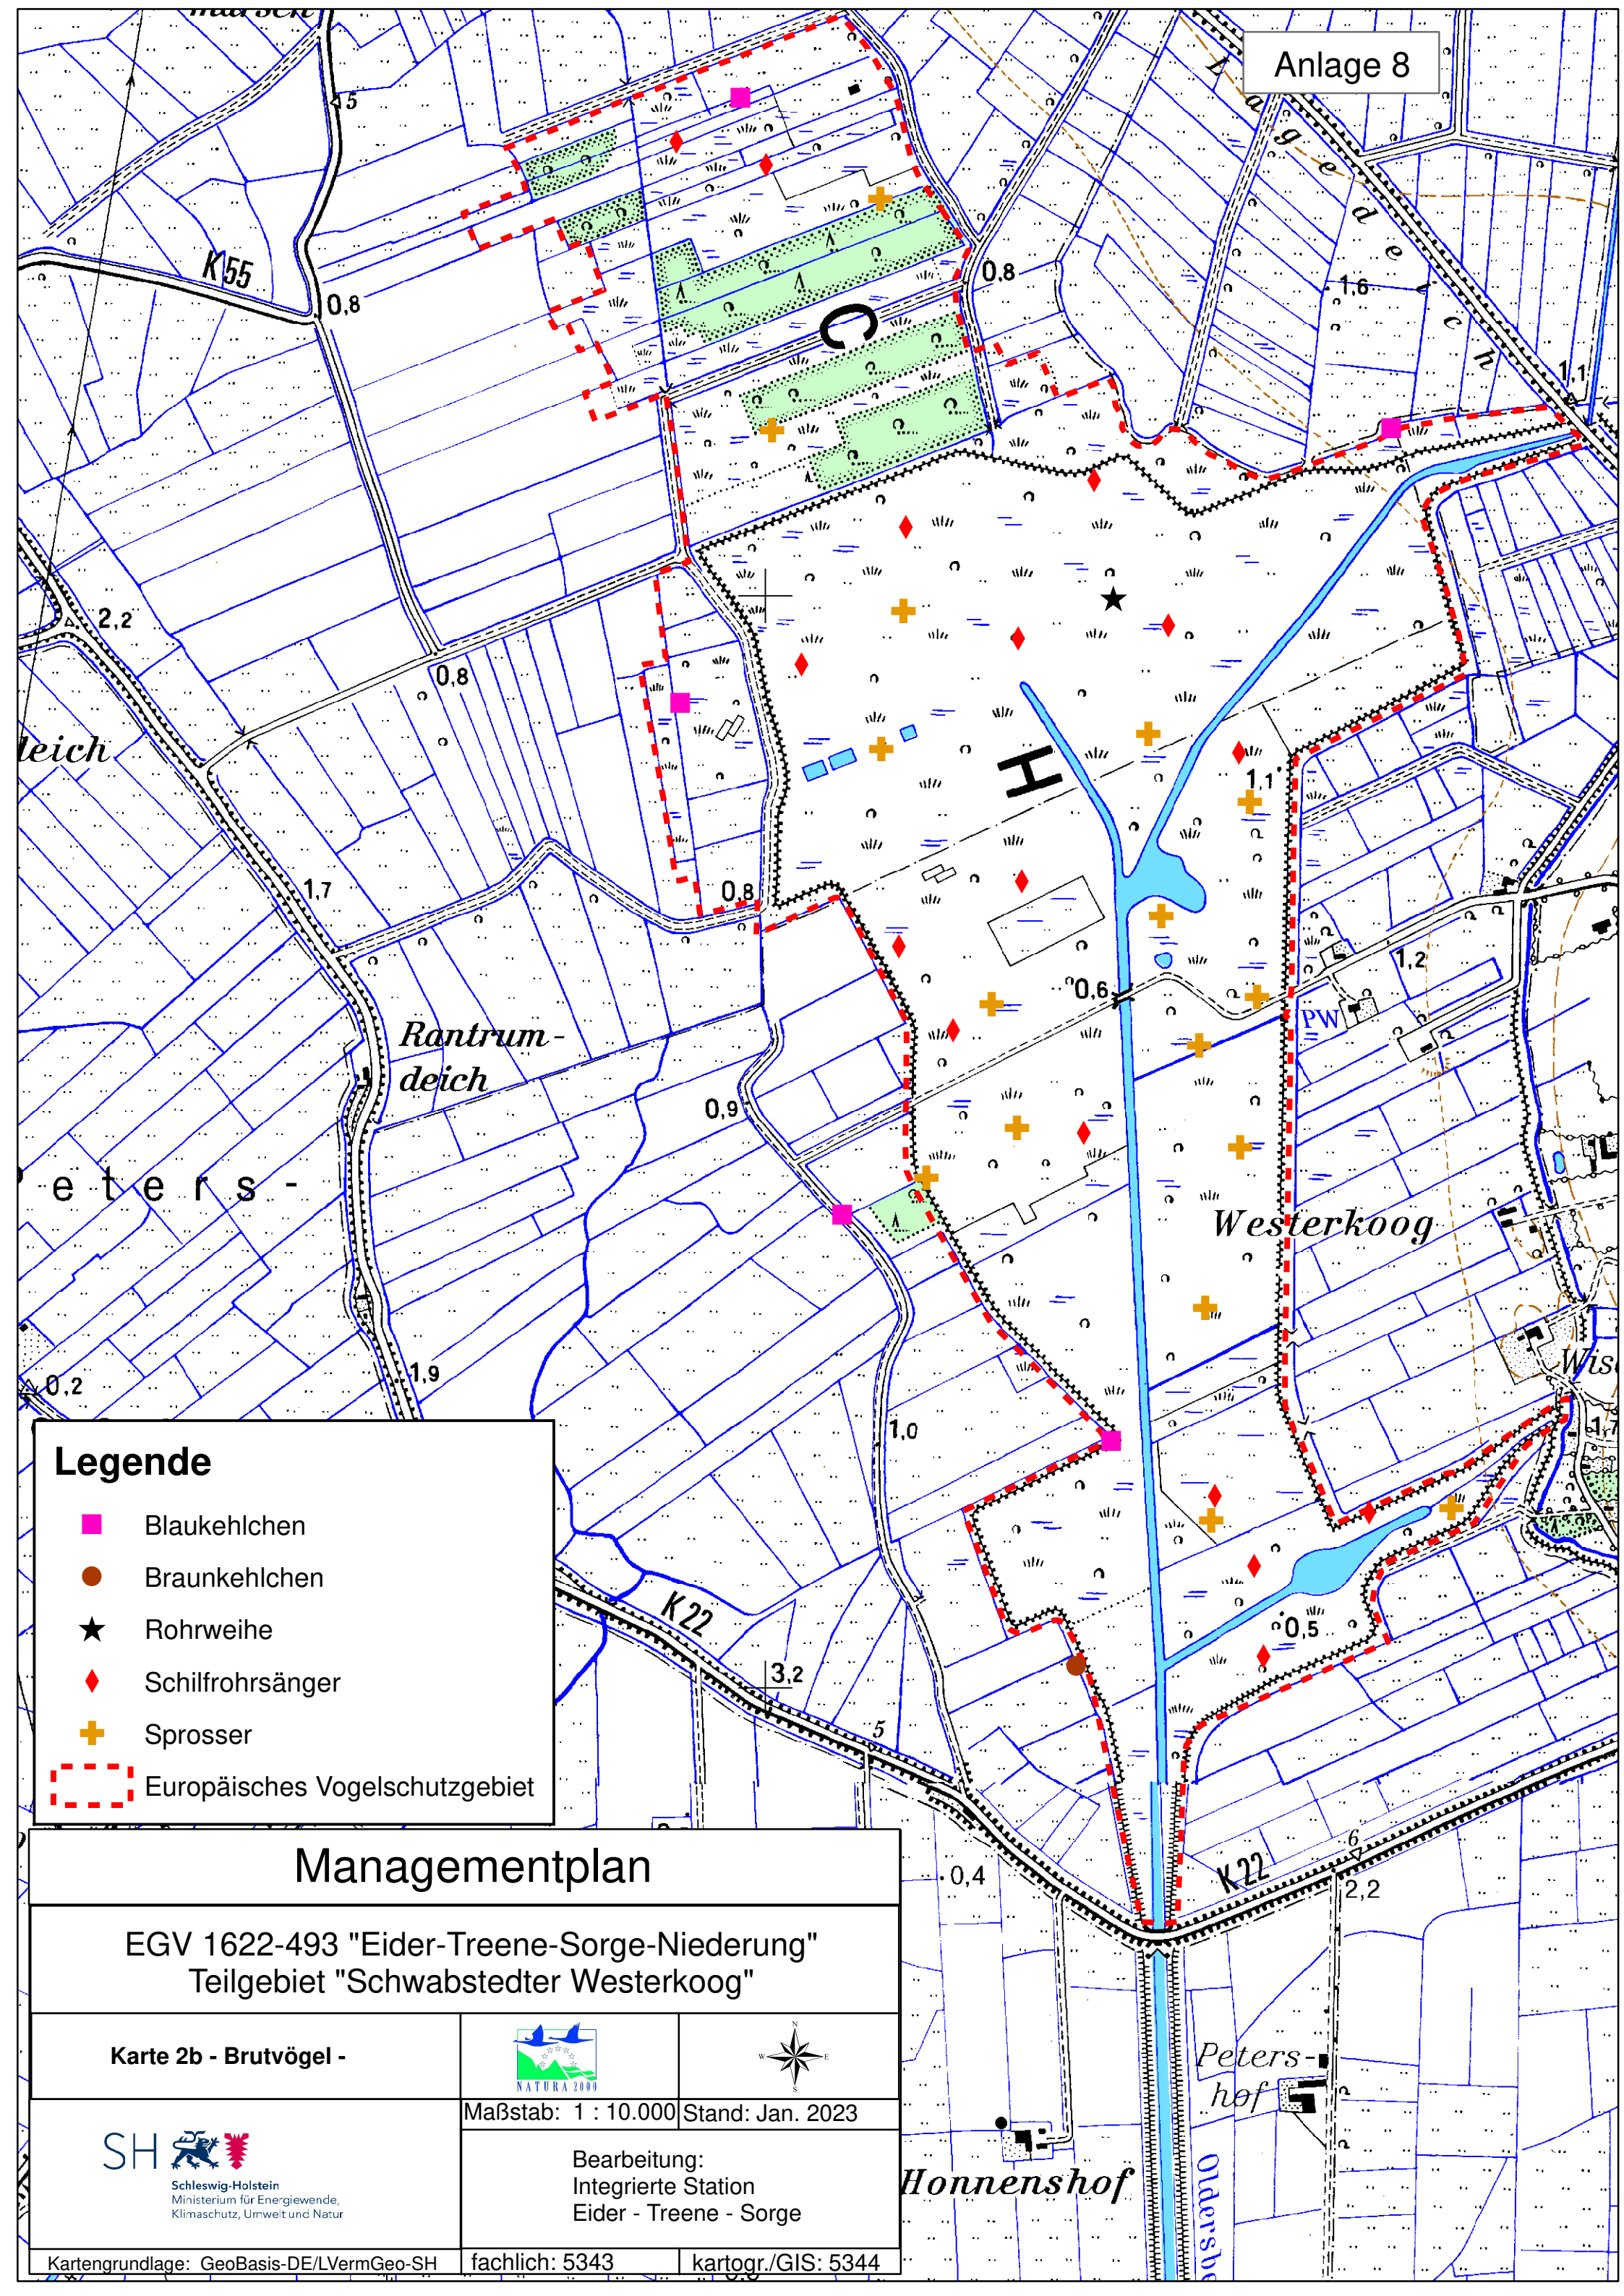 Anlage 8
5
K 55
0,8
0,8
C
Lagedeich
1,6
1,1
2,2
0,8
H
1,1
1,7
0,8
0,6
1,2
PW
Rantrum-
deich
0,9
eters-
Westerkoog
0,2
1,9
1,0
Legende
Blaukehlchen
Braunkehlchen
Rohrweihe
Schilfrohrsänger
Sprosser
Europäisches Vogelschutzgebiet
K 22
3,2
5
0,5
6
K 22
2,2
0,4
Managementplan
EGV 1622-493 "Eider-Treene-Sorge-Niederung"
Teilgebiet "Schwabstedter Westerkoog"
Karte 2b - Brutvögel -
NATURA 2000
N
W E
S
Maßstab: 1 : 10.000
Stand: Jan. 2023
SH
Schleswig-Holstein
Ministerium für Energiewende,
Klimaschutz, Umwelt und Natur
Bearbeitung:
Integrierte Station
Eider - Treene - Sorge
Kartengrundlage: GeoBasis-DE/LVermGeo-SH
fachlich: 5343
kartogr./GIS: 5344
Peters-
hof
Honnenshof